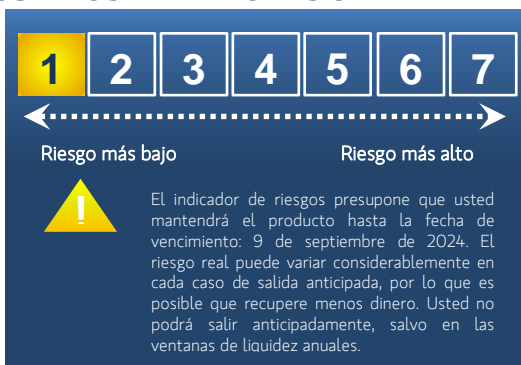 1 2 3 4 5 6 7
Riesgo más bajo Riesgo más alto
!
El indicador de riesgos presupone que usted
mantendrá el producto hasta la fecha de
vencimiento: 9 de septiembre de 2024. El
riesgo real puede variar considerablemente en
cada caso de salida anticipada, por lo que es
posible que recupere menos dinero. Usted no
podrá salir anticipadamente, salvo en las
ventanas de liquidez anuales.